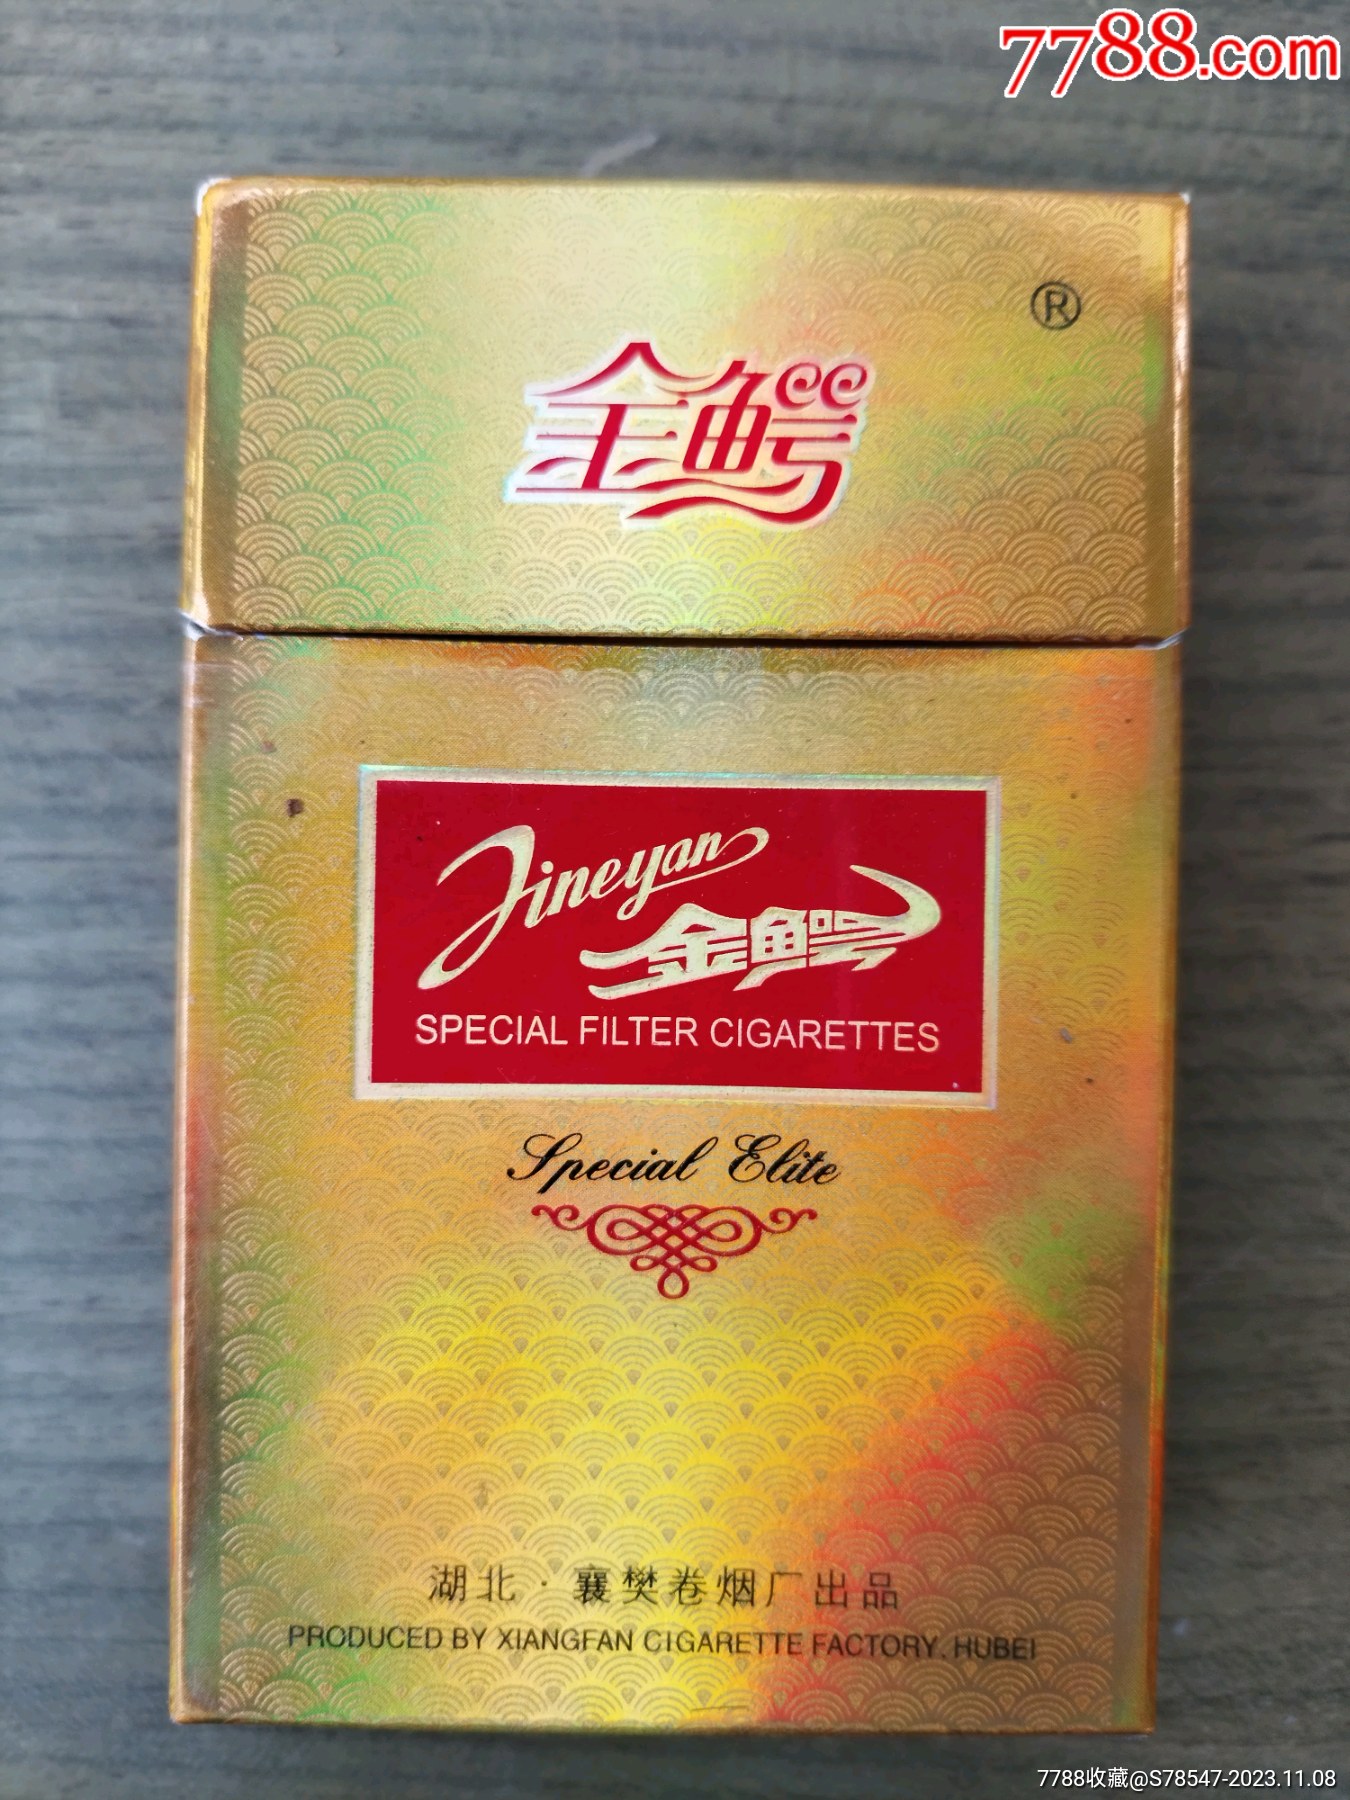 7788.com
®
金鳄
Jineyan
金鳄
SPECIAL FILTER CIGARETTES
Special Elite
湖北·襄樊卷烟厂出品
PRODUCED BY XIANGFAN CIGARETTE FACTORY. HUBEI
7788收藏@S78547-2023.11.08